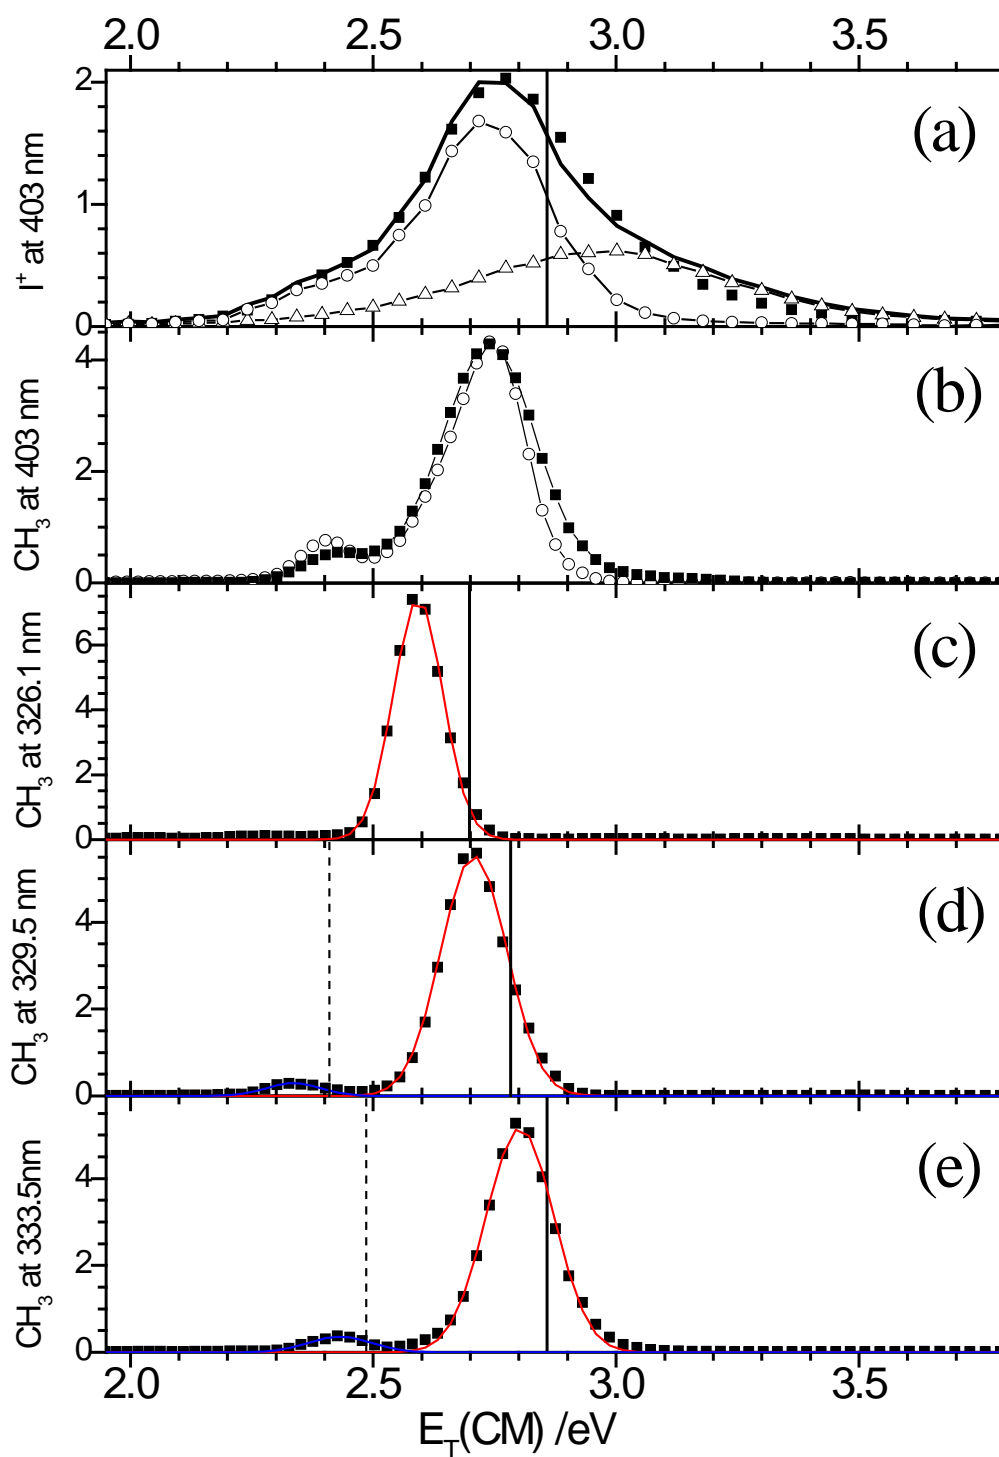 2.0 2.5 3.0 3.5
(a)
I⁺ at 403 nm
2
1
0
(b)
CH₃ at 403 nm
4
2
0
(c)
CH₃ at 326.1 nm
6
4
2
0
(d)
CH₃ at 329.5 nm
4
2
0
(e)
CH₃ at 333.5nm
4
2
0
2.0 2.5 3.0 3.5
E_T(CM) /eV